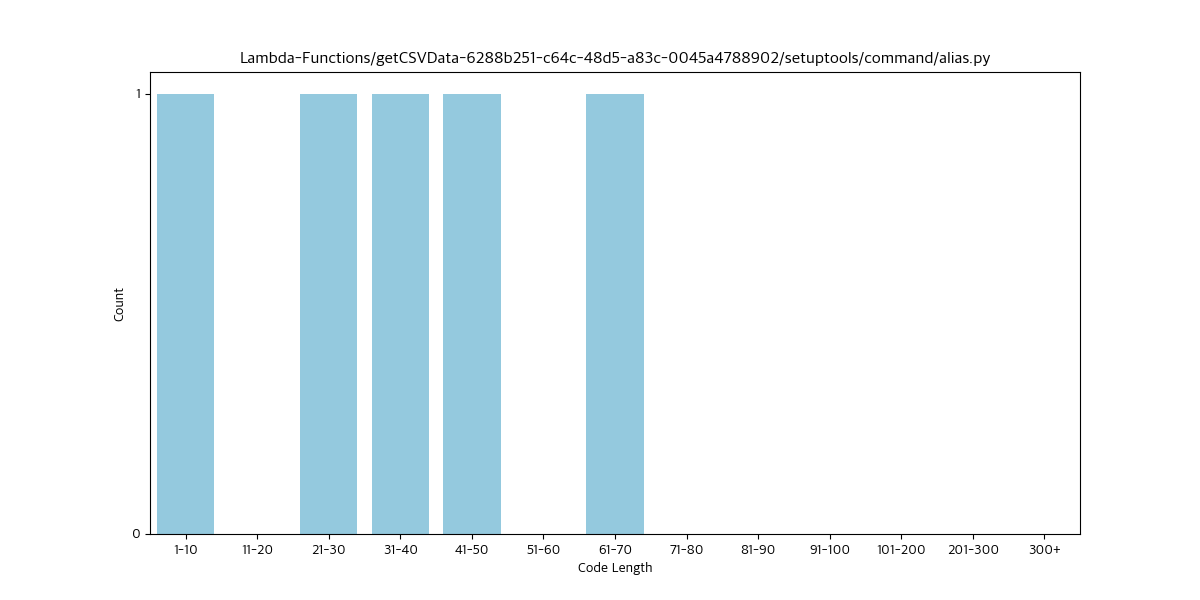 Lambda-Functions/getCSVData-6288b251-c64c-48d5-a83c-0045a4788902/setuptools/command/alias.py
1
Count
0
1-10 11-20 21-30 31-40 41-50 51-60 61-70 71-80 81-90 91-100 101-200 201-300 300+
Code Length